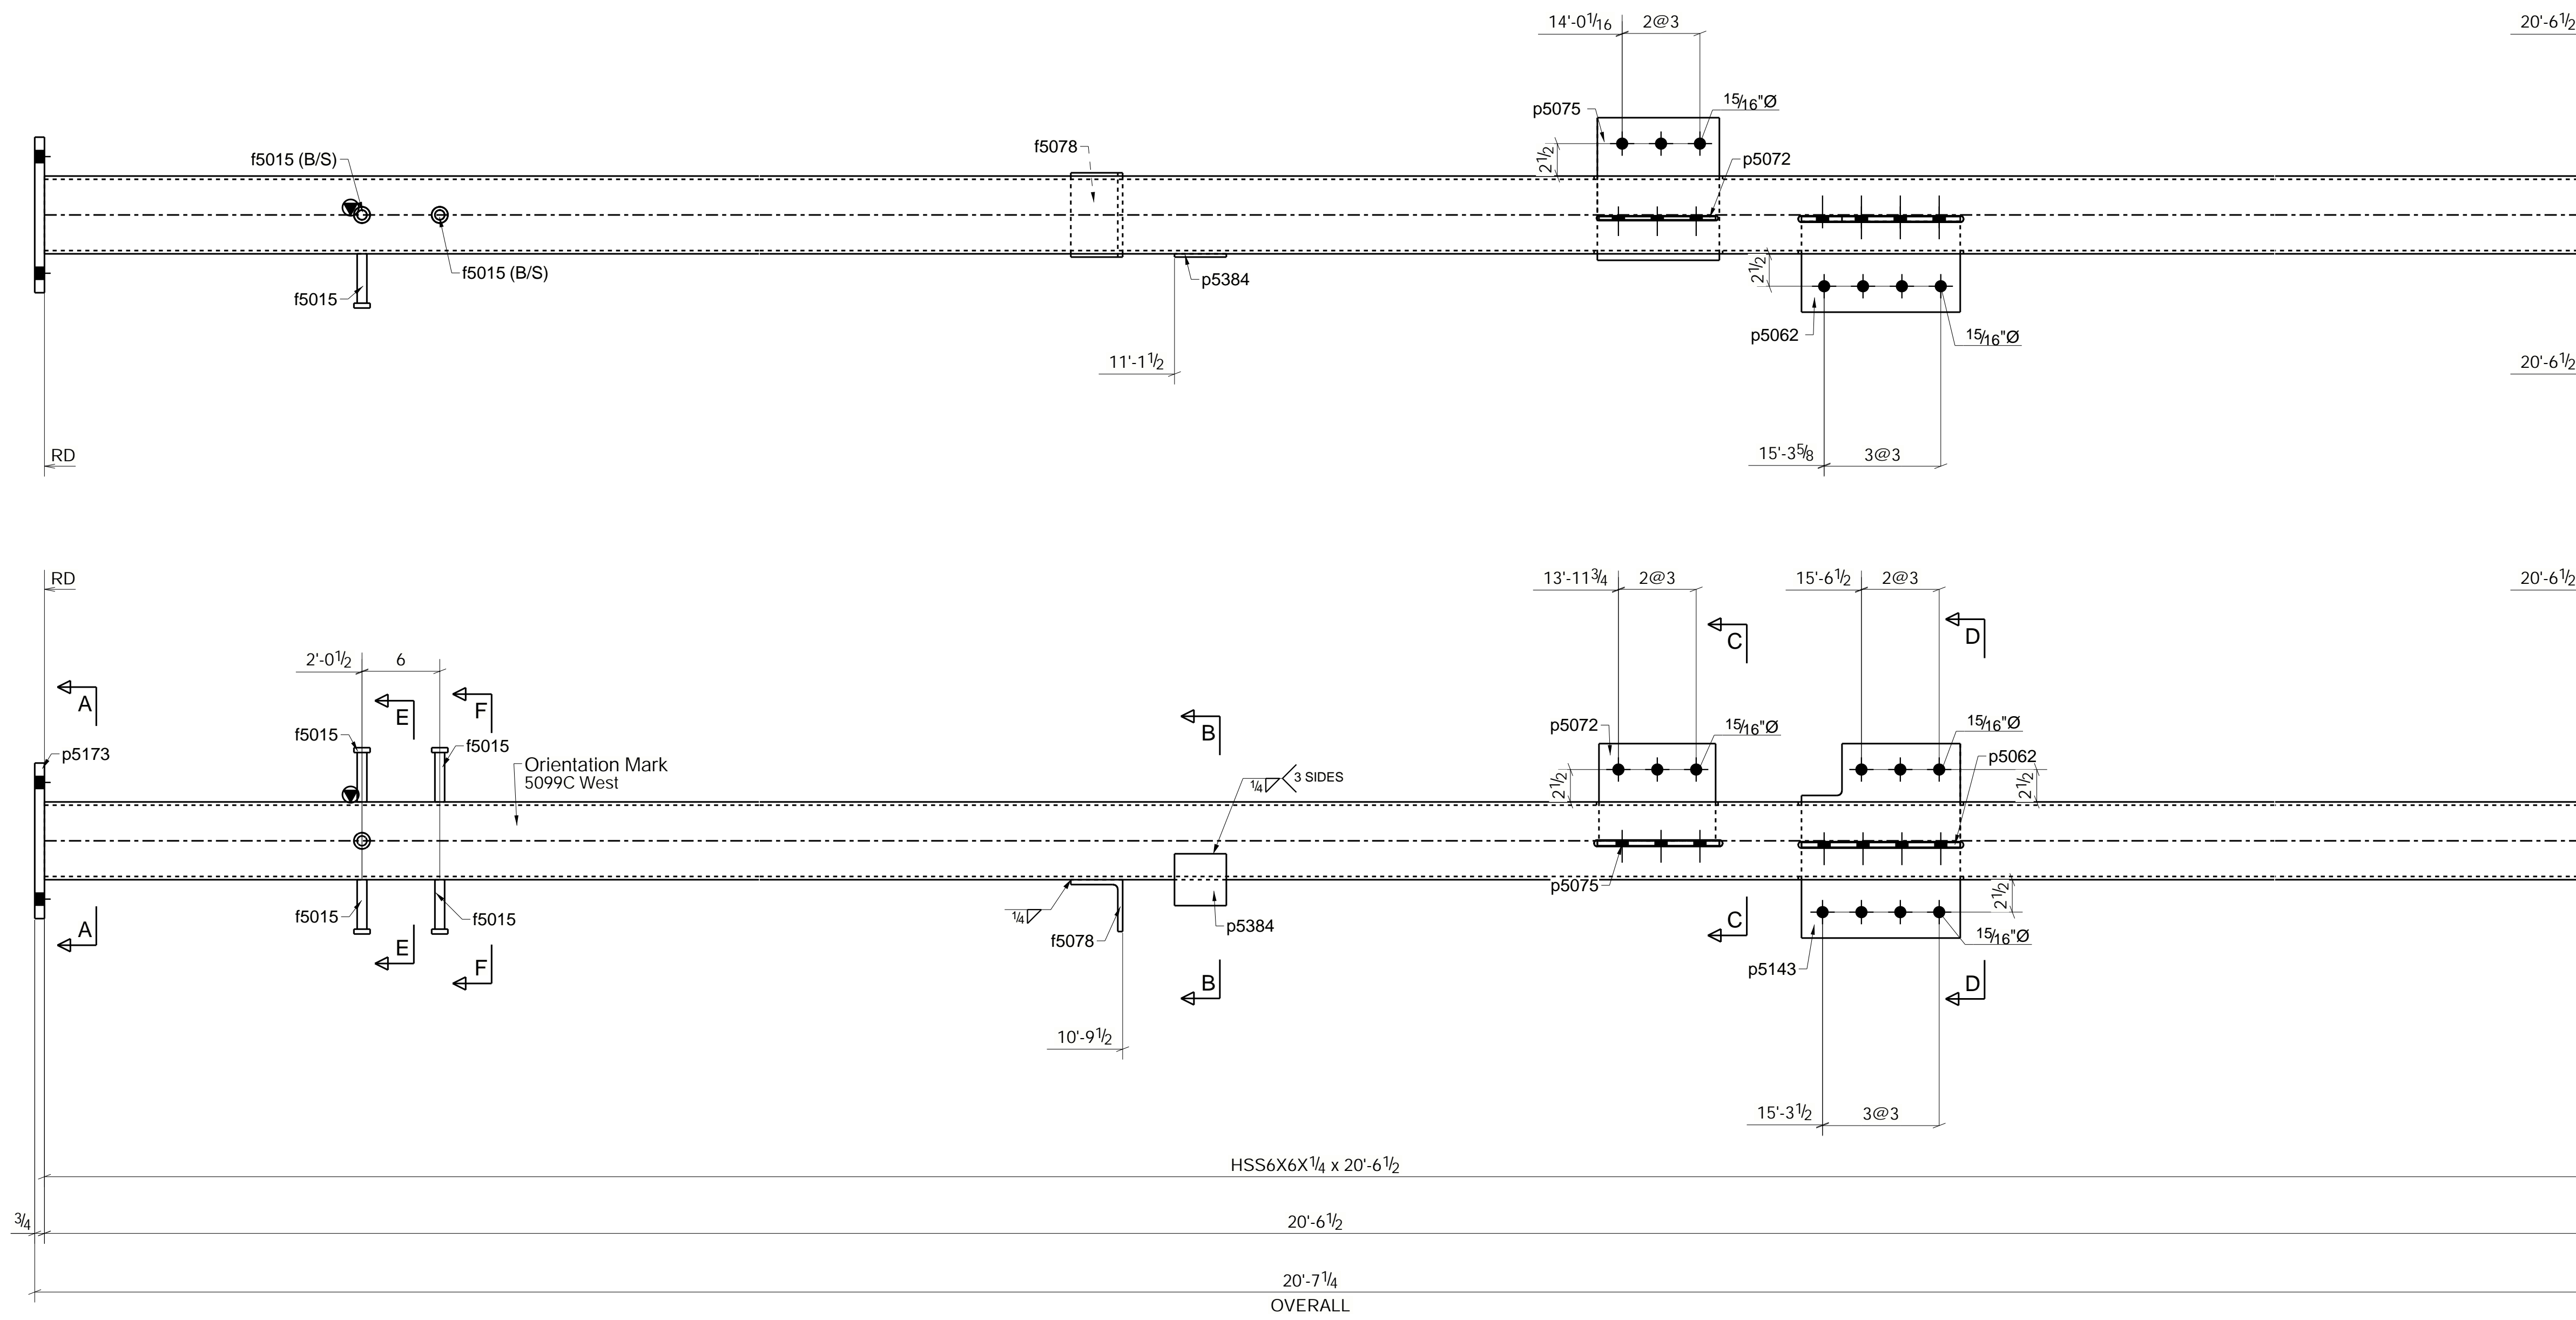 14'-0 1/16 2@3
20'-6 1/2
p5075 15/16"Ø
f5015 (B/S) f5078
2 1/2
p5072
f5015 (B/S)
f5015
p5384
2 1/2
p5062 15/16"Ø
11'-1 1/2
20'-6 1/2
RD
15'-3 5/8 3@3
RD
13'-11 3/4 2@3 15'-6 1/2 2@3
20'-6 1/2
C D
2'-0 1/2 6
A E F B
f5015 f5015
p5173
Orientation Mark
5099C West
p5072 15/16"Ø 15/16"Ø
p5062
1/4 3 SIDES
2 1/2 2 1/2
p5075
2 1/2
f5015 f5015
1/4
f5078 p5384
15/16"Ø
A E F B C D
p5143
10'-9 1/2
15'-3 1/2 3@3
HSS6X6X1/4 x 20'-6 1/2
3/4 20'-6 1/2
20'-7 1/4
OVERALL